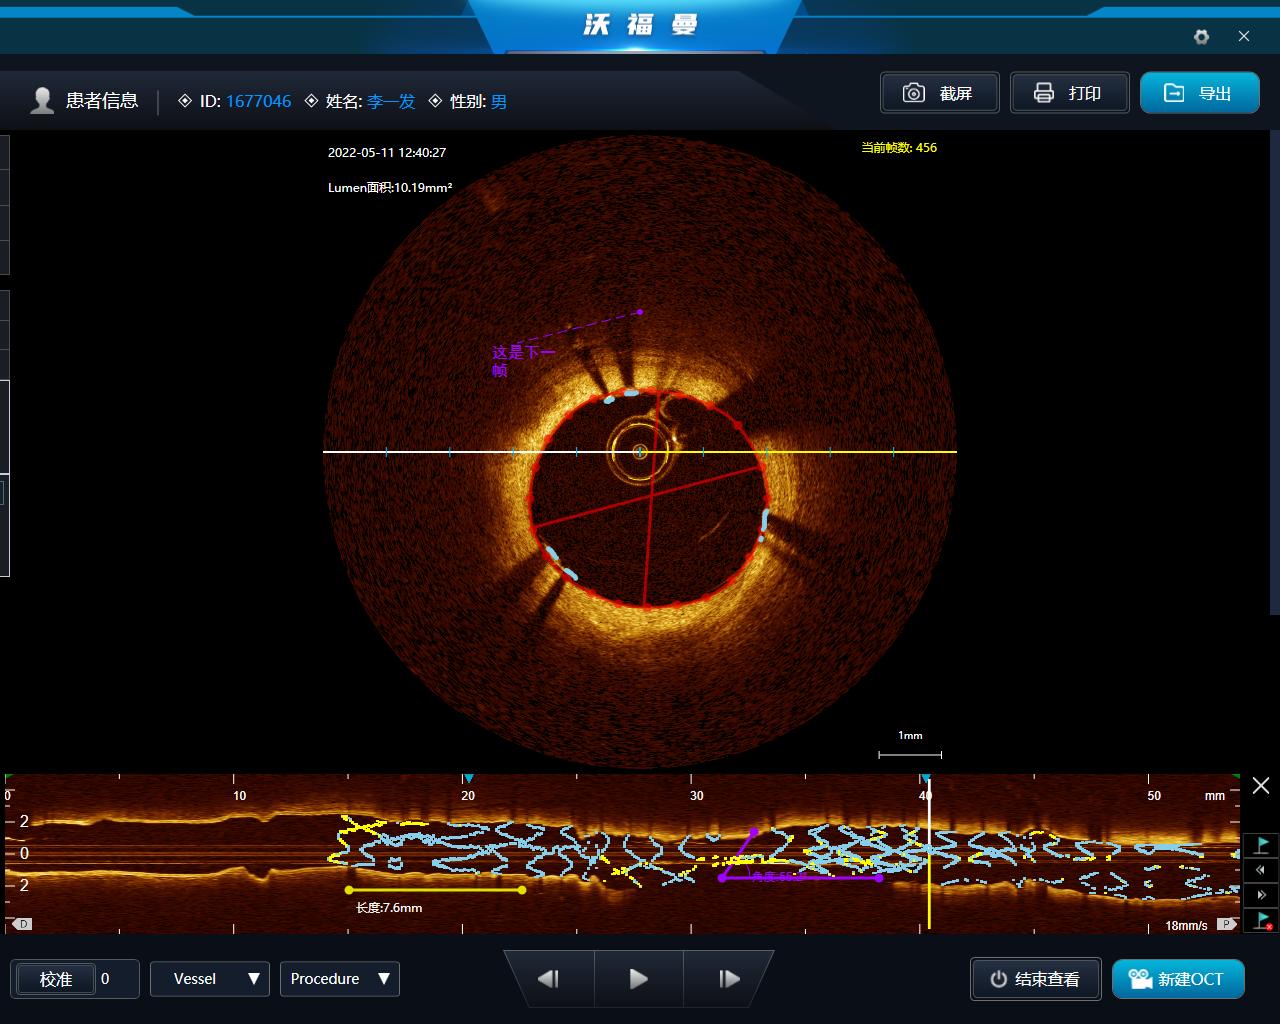 沃福曼
患者信息 ID: 1677046 姓名: 李一发 性别: 男
截屏 打印 导出
2022-05-11 12:40:27
当前帧数: 456
Lumen面积:10.19mm²
这是下一
帧
1mm
0 10 20 30 40 50 mm
2
0
2
长度:7.6mm
D
18mm/s P
校准 0 Vessel Procedure
结束查看 新建OCT